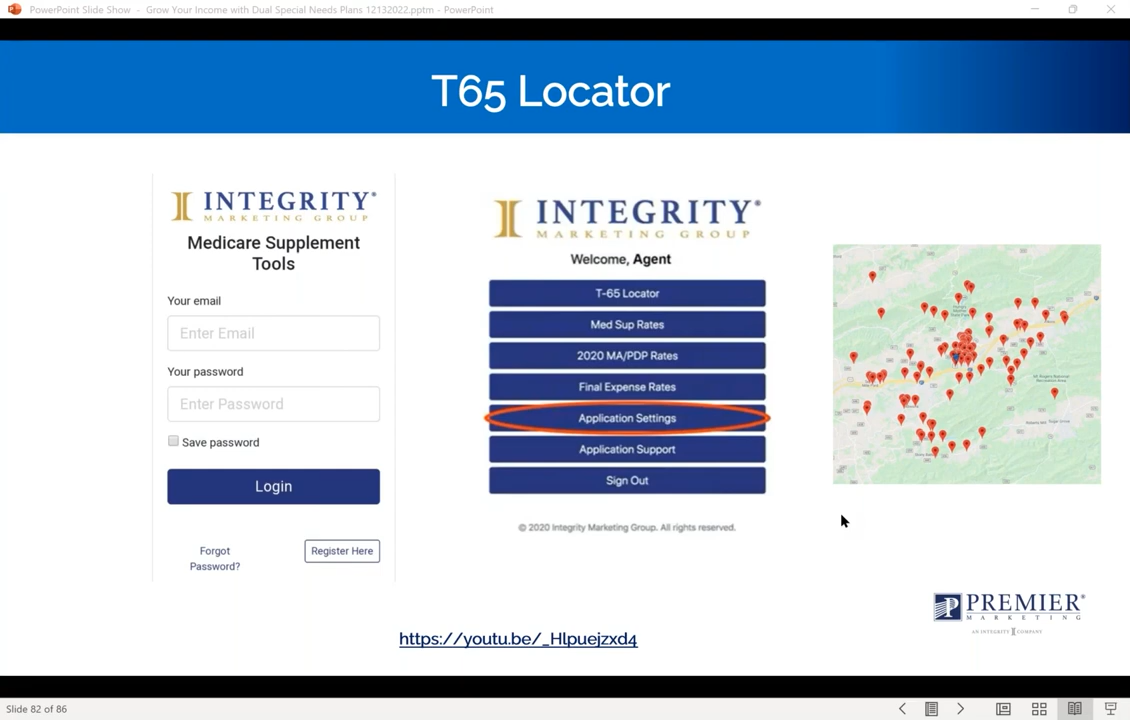 PowerPoint Slide Show - Grow Your Income with Dual Special Needs Plans 12132022.pptm - PowerPoint
T65 Locator
INTEGRITY®
MARKETING GROUP
Medicare Supplement
Tools
Your email
Enter Email
Your password
Enter Password
Save password
Login
Forgot
Password?
Register Here
INTEGRITY®
MARKETING GROUP
Welcome, Agent
T-65 Locator
Med Sup Rates
2020 MA/PDP Rates
Final Expense Rates
Application Settings
Application Support
Sign Out
© 2020 Integrity Marketing Group. All rights reserved.
PREMIER®
MARKETING
AN INTEGRITY COMPANY
https://youtu.be/_Hlpuejzxd4
Slide 82 of 86